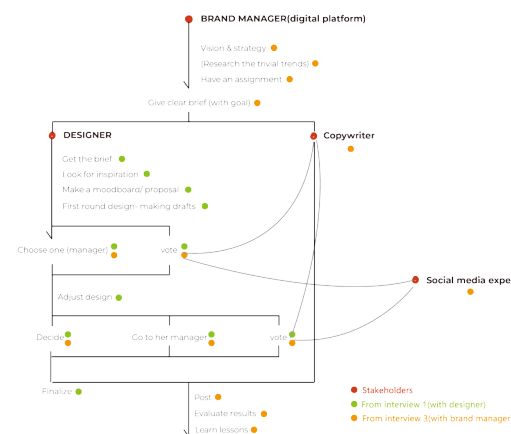 BRAND MANAGER(digital platform)
Vision & strategy
(Research the trivial trends)
Have an assignment
Give clear brief (with goal)
DESIGNER
Copywriter
Get the brief
Look for inspiration
Make a moodboard/ proposal
First round design- making drafts
Choose one (manager)
vote
Social media expe
Adjust design
Decide
Go to her manager
vote
Finalize
Post
Evaluate results
Learn lessons
Stakeholders
From interview 1(with designer)
From interview 3(with brand manager